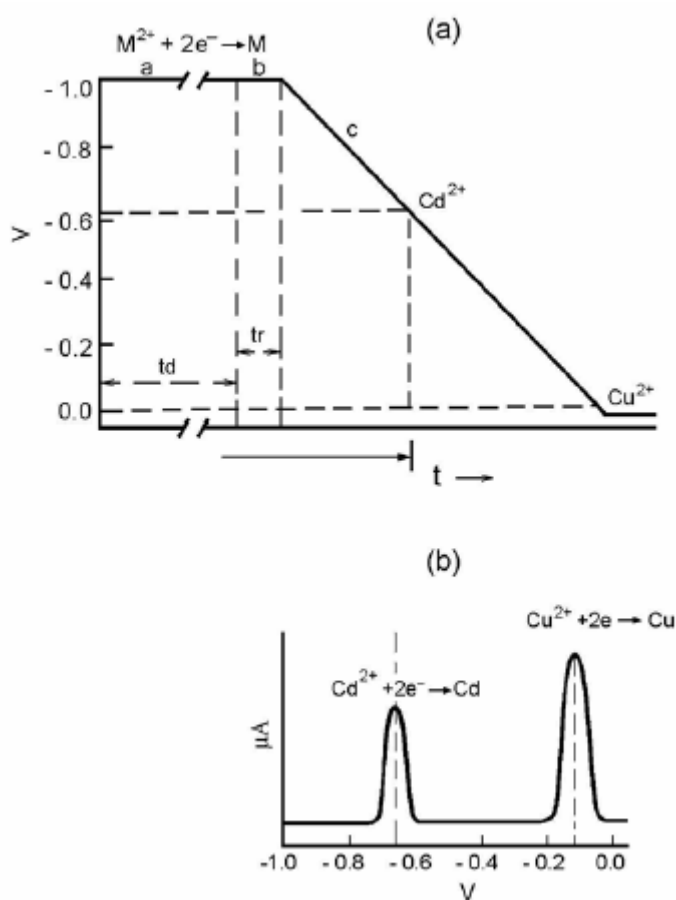 (a)
M²⁺ + 2e⁻ → M
a
b
- 1.0
c
- 0.8
Cd²⁺
- 0.6
V
- 0.4
tr
- 0.2
td
Cu²⁺
0.0
t →
(b)
Cu²⁺ +2e → Cu
Cd²⁺ +2e⁻ → Cd
µA
-1.0 - 0.8 - 0.6 - 0.4 - 0.2 0.0
V